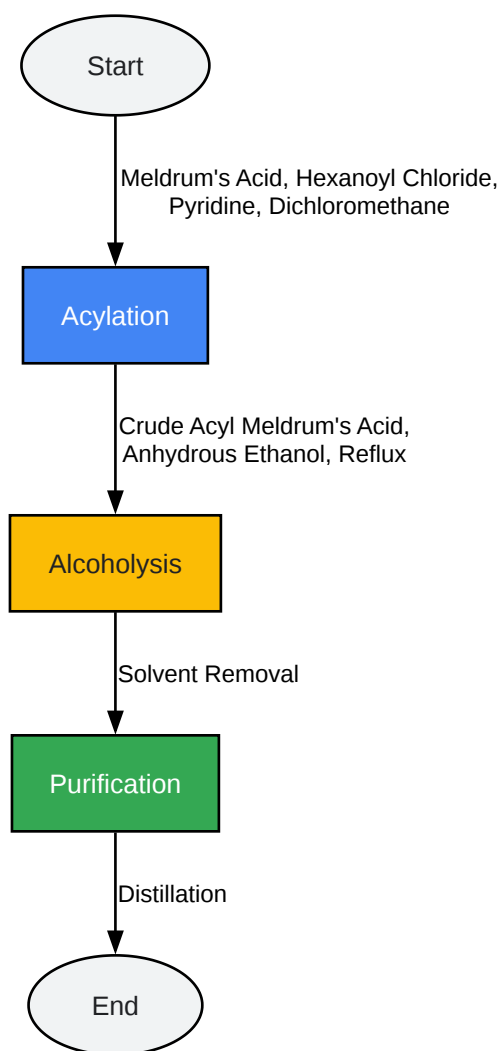 Start
Meldrum's Acid, Hexanoyl Chloride,
Pyridine, Dichloromethane
Acylation
Crude Acyl Meldrum's Acid,
Anhydrous Ethanol, Reflux
Alcoholysis
Solvent Removal
Purification
Distillation
End